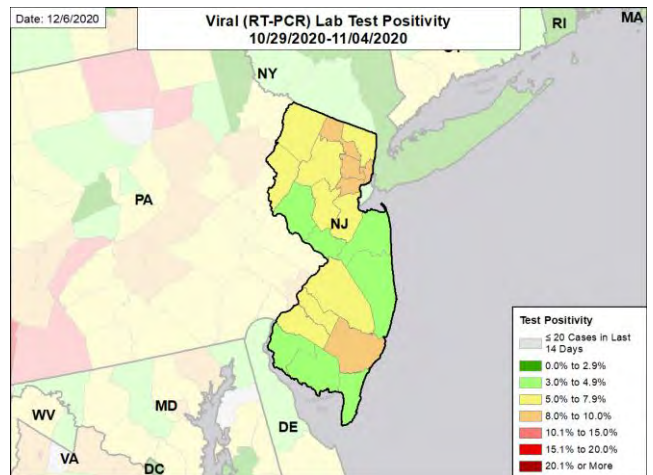 Date: 12/6/2020
Viral (RT-PCR) Lab Test Positivity
10/29/2020-11/04/2020
MA
RI
NY
PA
NJ
MD
WV
DE
VA
DC
Test Positivity
≤ 20 Cases in Last
14 Days
0.0% to 2.9%
3.0% to 4.9%
5.0% to 7.9%
8.0% to 10.0%
10.1% to 15.0%
15.1% to 20.0%
20.1% or More